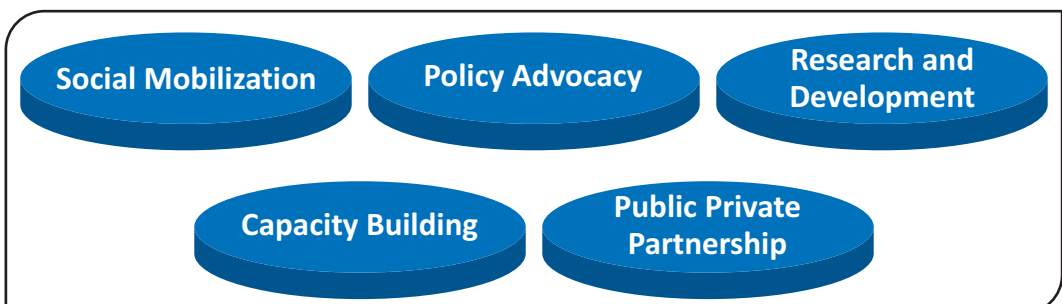 Social Mobilization
Policy Advocacy
Research and
Development
Capacity Building
Public Private
Partnership